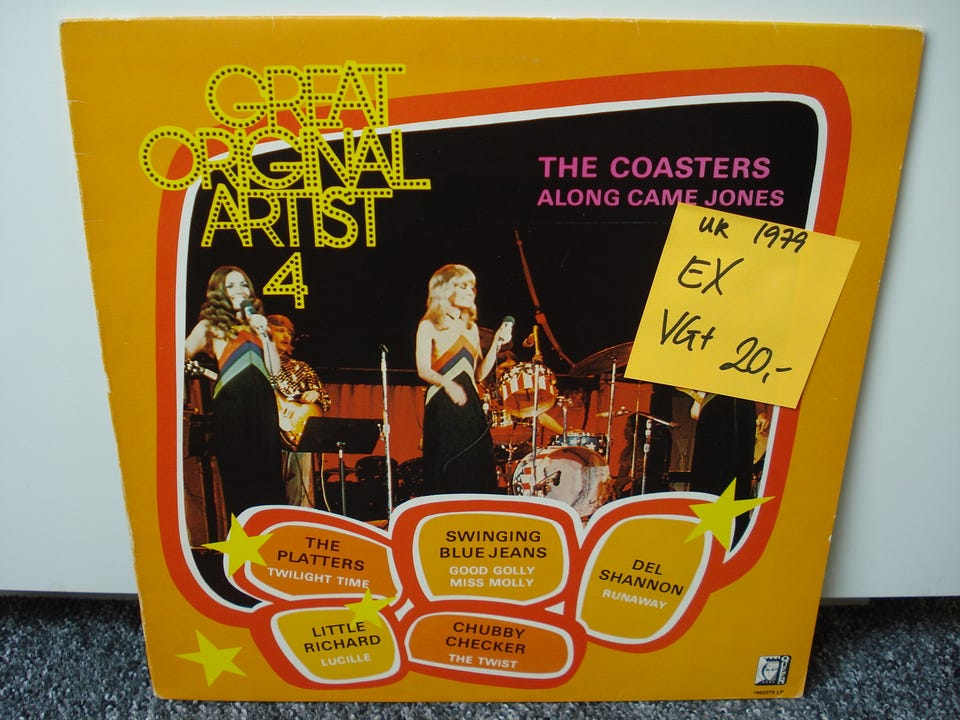 GREAT
ORIGINAL
ARTIST
4
THE COASTERS
ALONG CAME JONES
UK 1979
EX
VG+ 20,-
THE
PLATTERS
TWILIGHT TIME
SWINGING
BLUE JEANS
GOOD GOLLY
MISS MOLLY
DEL
SHANNON
RUNAWAY
LITTLE
RICHARD
LUCILLE
CHUBBY
CHECKER
THE TWIST
QUEEN